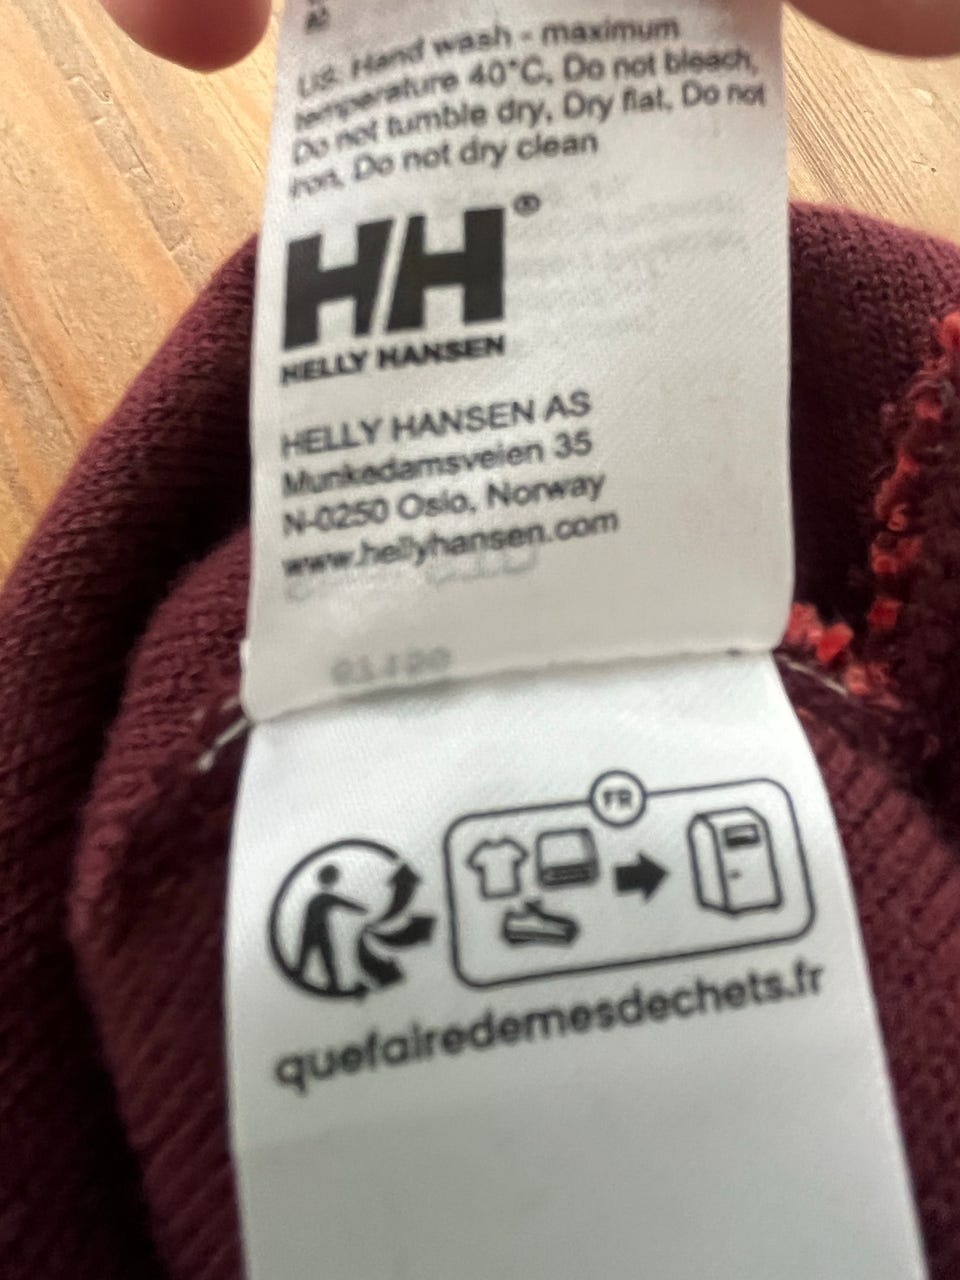 US: Hand wash - maximum
temperature 40°C, Do not bleach,
Do not tumble dry, Dry flat, Do not
iron, Do not dry clean
HH®
HELLY HANSEN
HELLY HANSEN AS
Munkedamsveien 35
N-0250 Oslo, Norway
www.hellyhansen.com
FR
quefairedemesdechets.fr